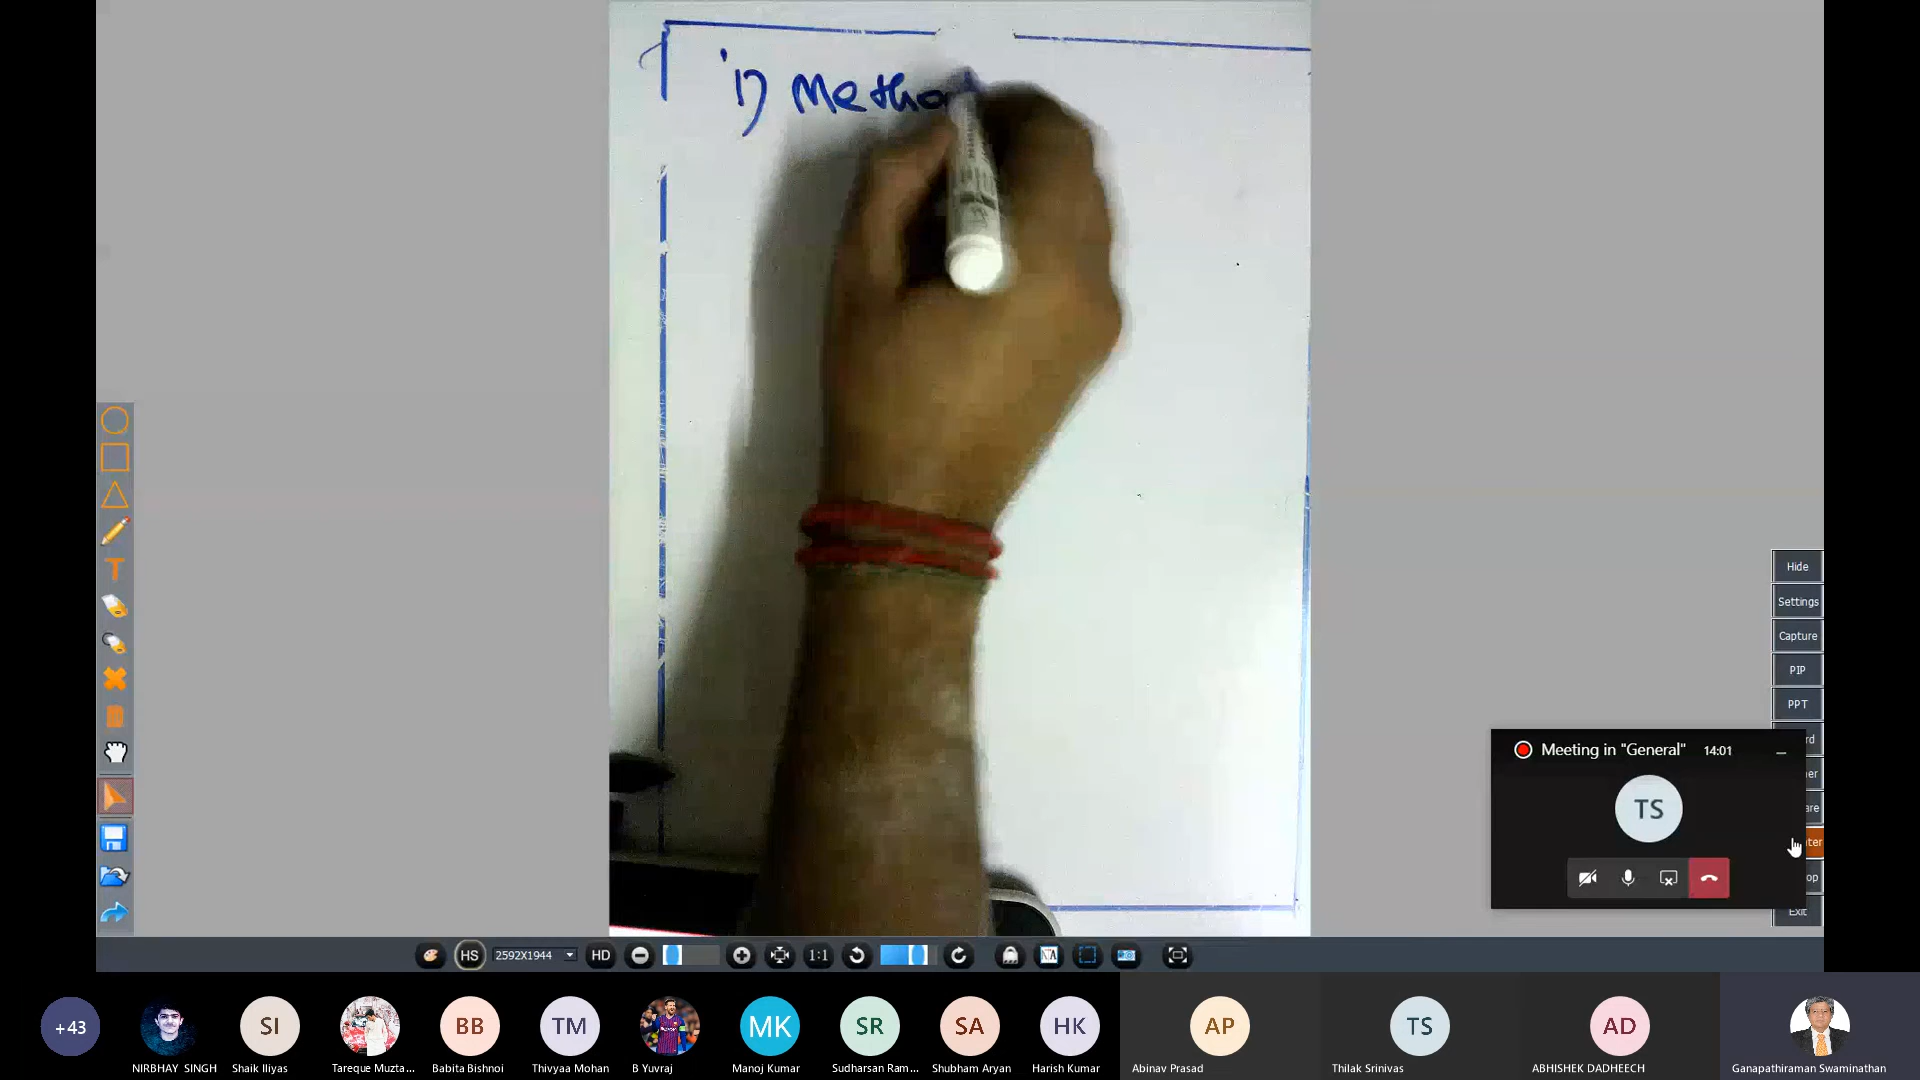 i) Metho
Hide
Settings
Capture
PIP
PPT
Meeting in "General" 14:01
TS
Exit
HS 2592X1944 HD 1:1
+43 SI BB TM MK SR SA HK AP TS AD
NIRBHAY SINGH Shaik Iliyas Tareque Muzta... Babita Bishnoi Thivyaa Mohan B Yuvraj Manoj Kumar Sudharsan Ram... Shubham Aryan Harish Kumar Abinav Prasad Thilak Srinivas ABHISHEK DADHEECH Ganapathiraman Swaminathan